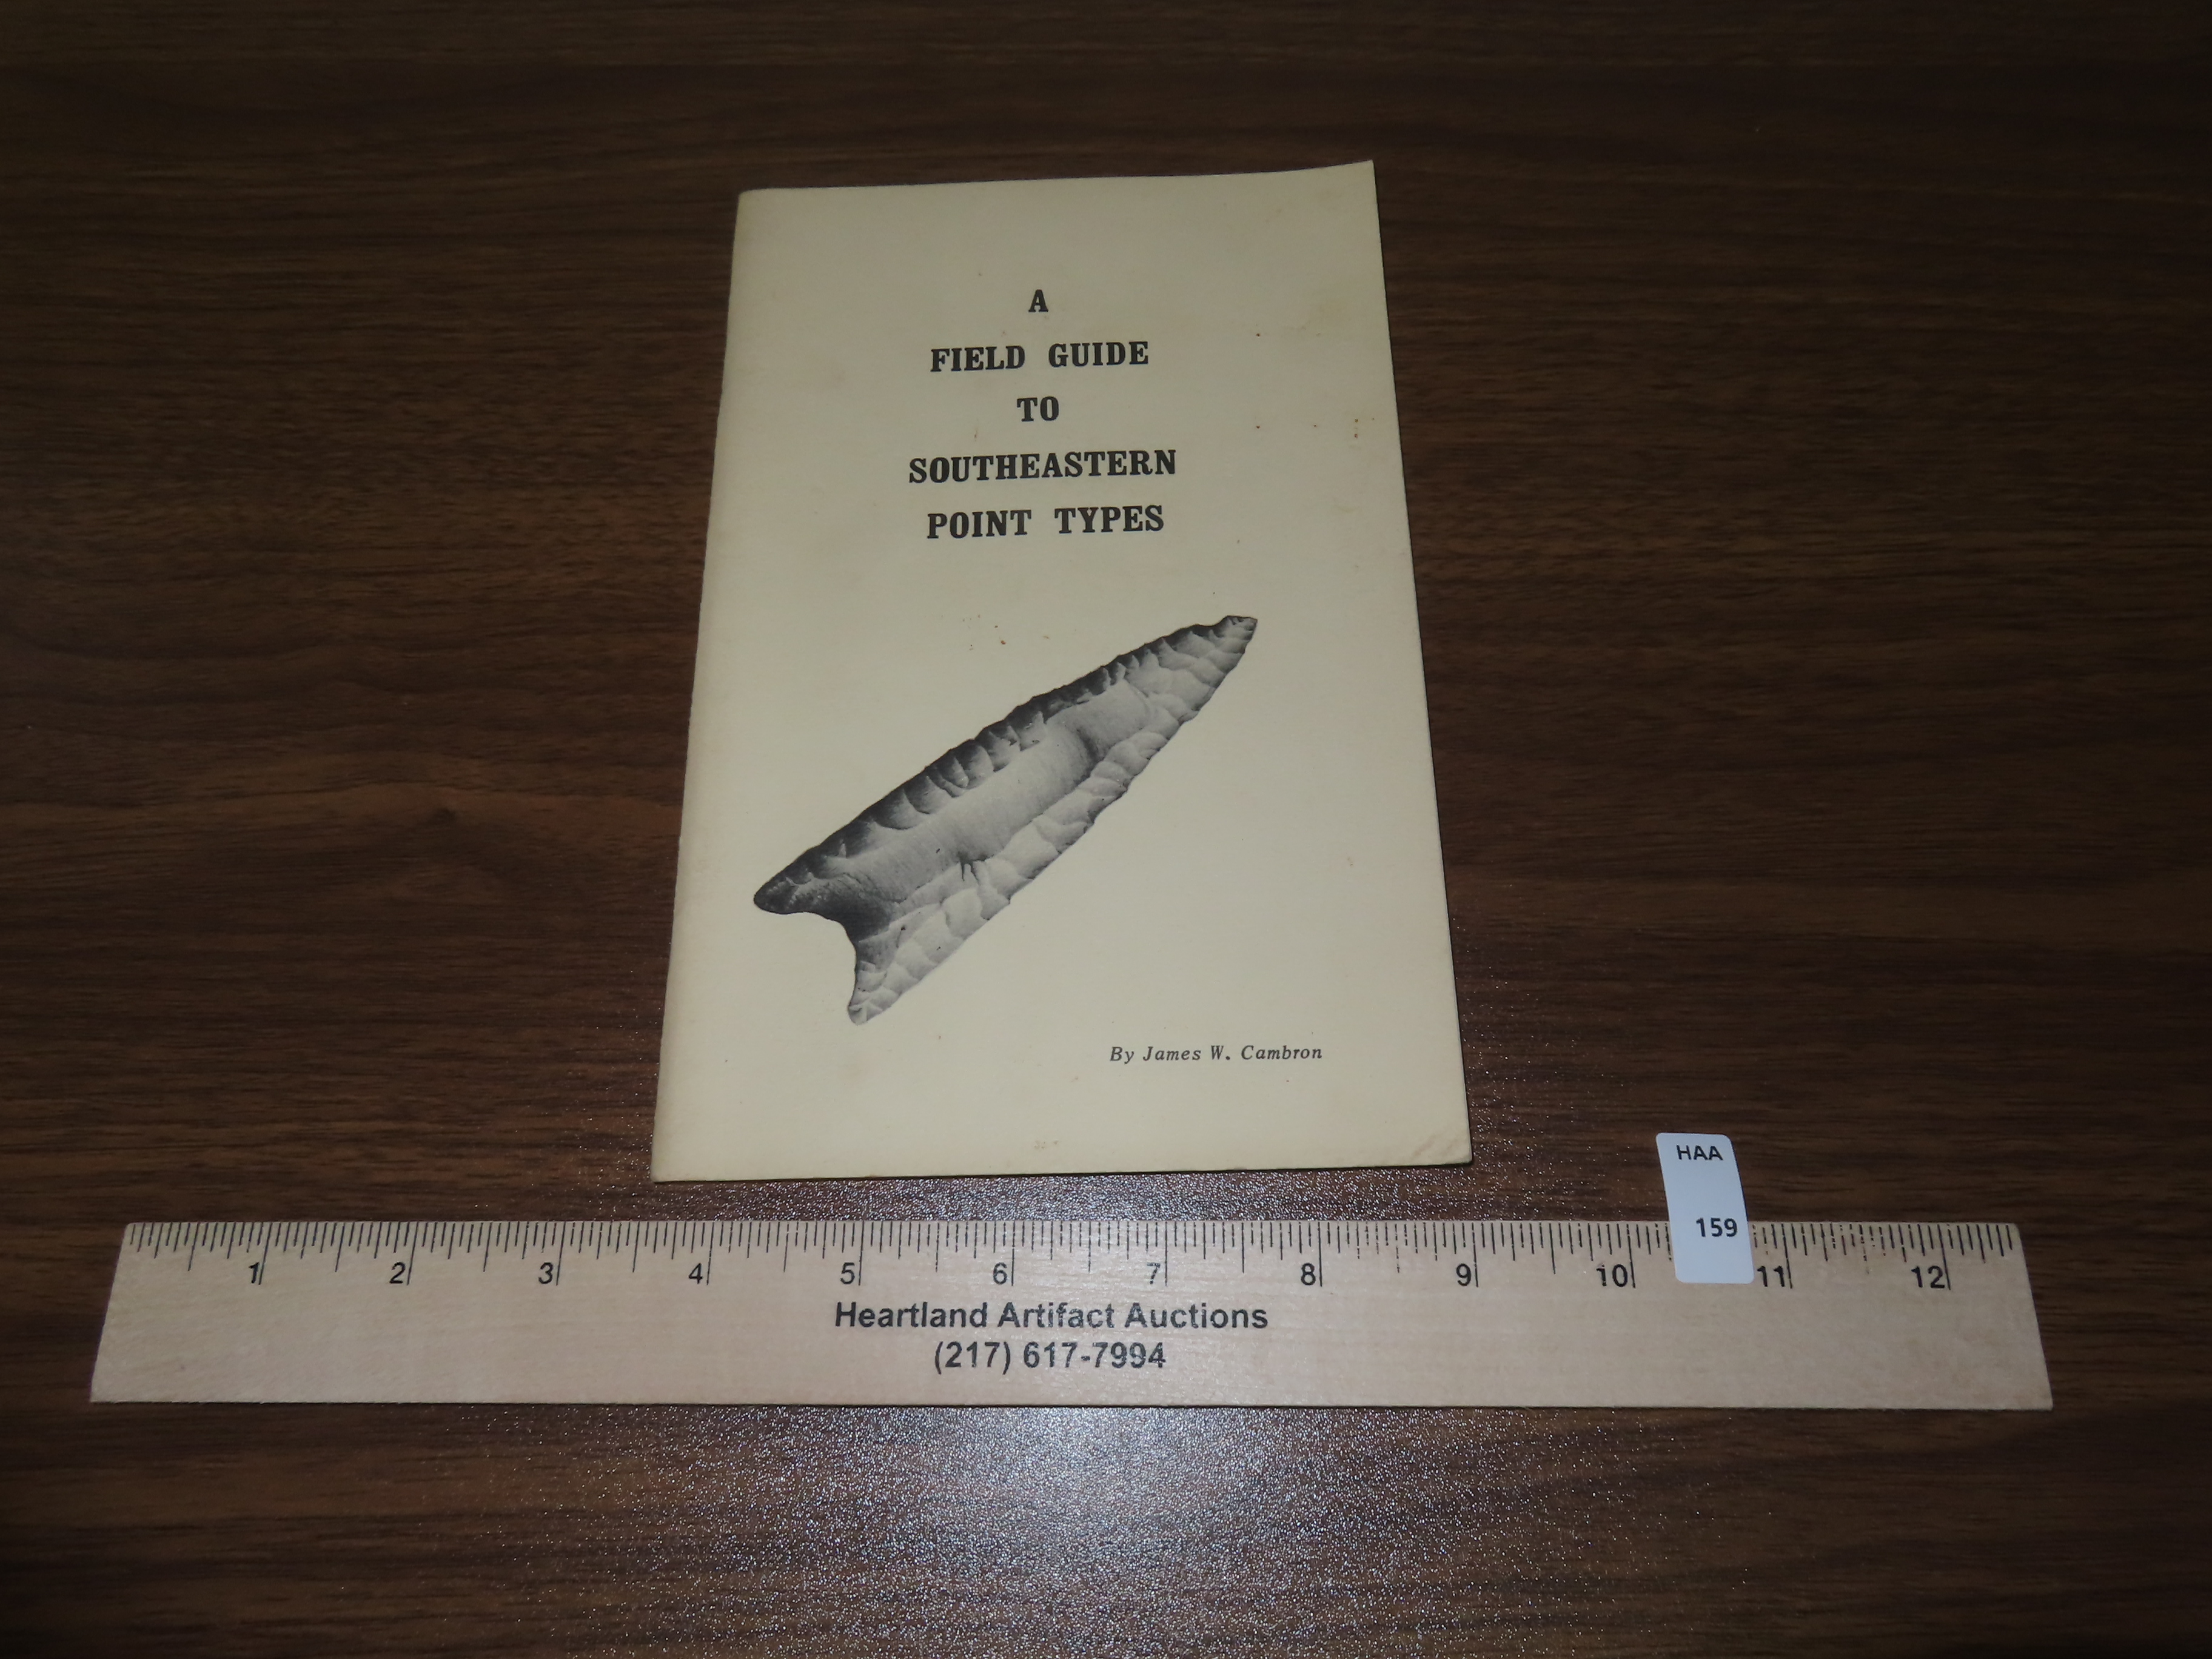 A
FIELD GUIDE
TO
SOUTHEASTERN
POINT TYPES
By James W. Cambron
HAA
159
1 2 3 4 5 6 7 8 9 10 11 12
Heartland Artifact Auctions
(217) 617-7994